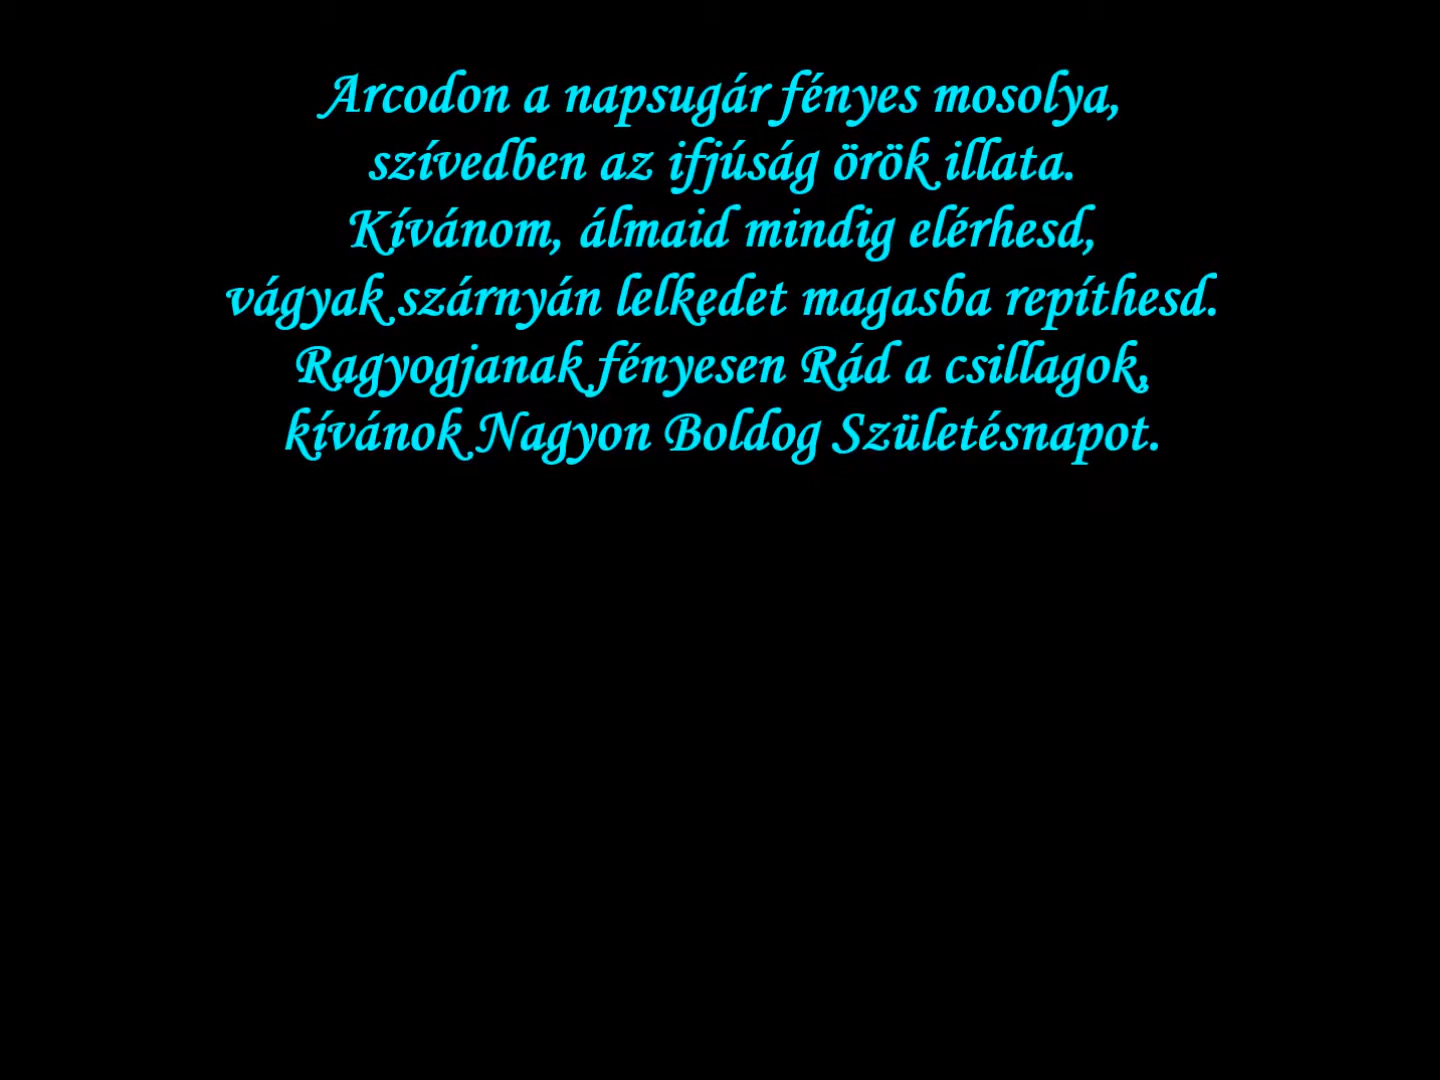 Arcodon a napsugár fényes mosolya,
szívedben az ifjúság örök illata.
Kívánom, álmaid mindig elérhesd,
vágyak szárnyán lelkedet magasba repíthesd.
Ragyogjanak fényesen Rád a csillagok,
kívánok Nagyon Boldog Születésnapot.